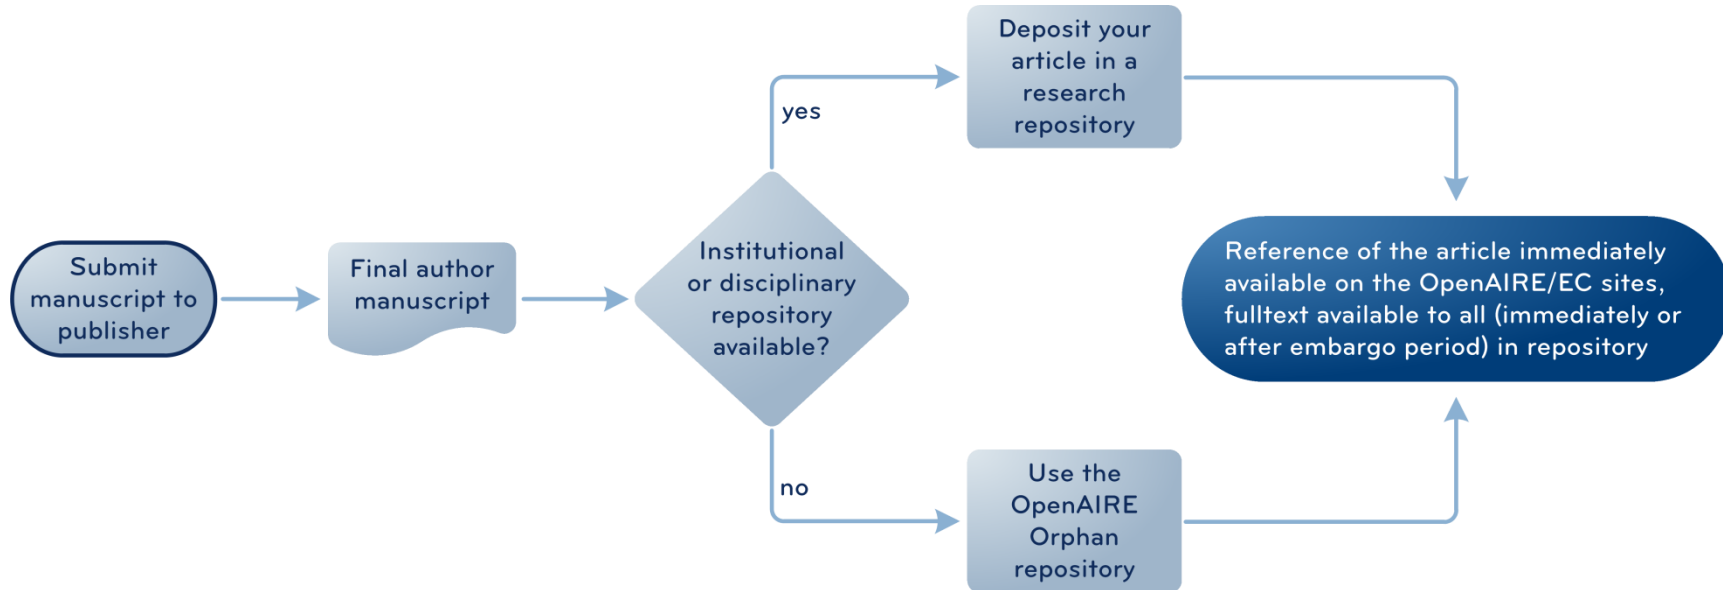 Submit
manuscript to
publisher
Final author
manuscript
Institutional
or disciplinary
repository
available?
yes
Deposit your
article in a
research
repository
no
Use the
OpenAIRE
Orphan
repository
Reference of the article immediately
available on the OpenAIRE/EC sites,
fulltext available to all (immediately or
after embargo period) in repository